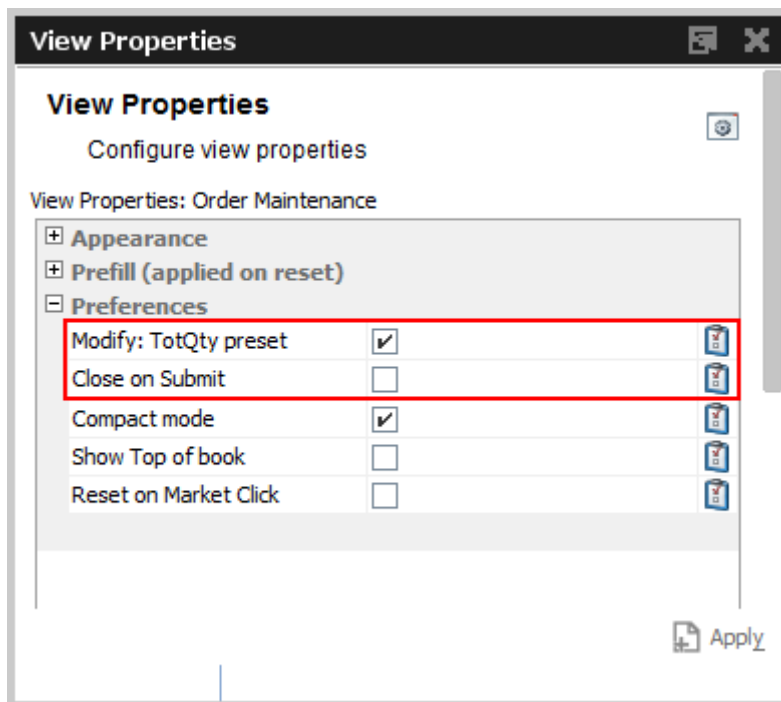 View Properties
View Properties
Configure view properties
View Properties: Order Maintenance
Appearance
Prefill (applied on reset)
Preferences
Modify: TotQty preset
Close on Submit
Compact mode
Show Top of book
Reset on Market Click
Apply